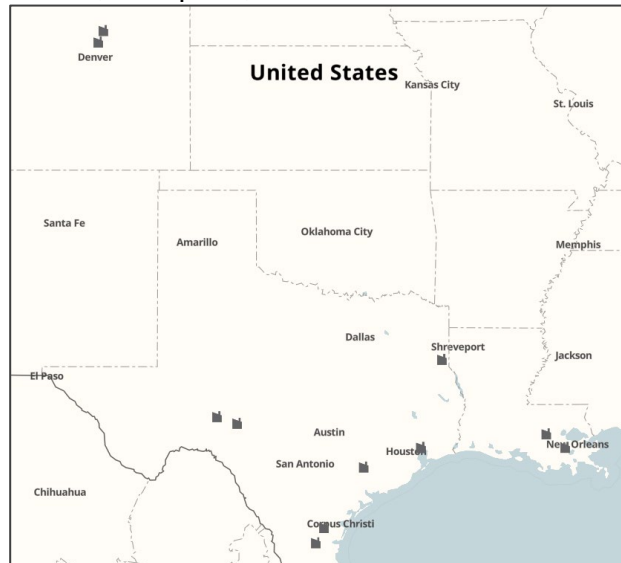 Denver
United States
Kansas City
St. Louis
Santa Fe
Amarillo
Oklahoma City
Memphis
Dallas
Shreveport
Jackson
El Paso
Austin
Houston
New Orleans
San Antonio
Chihuahua
Corpus Christi